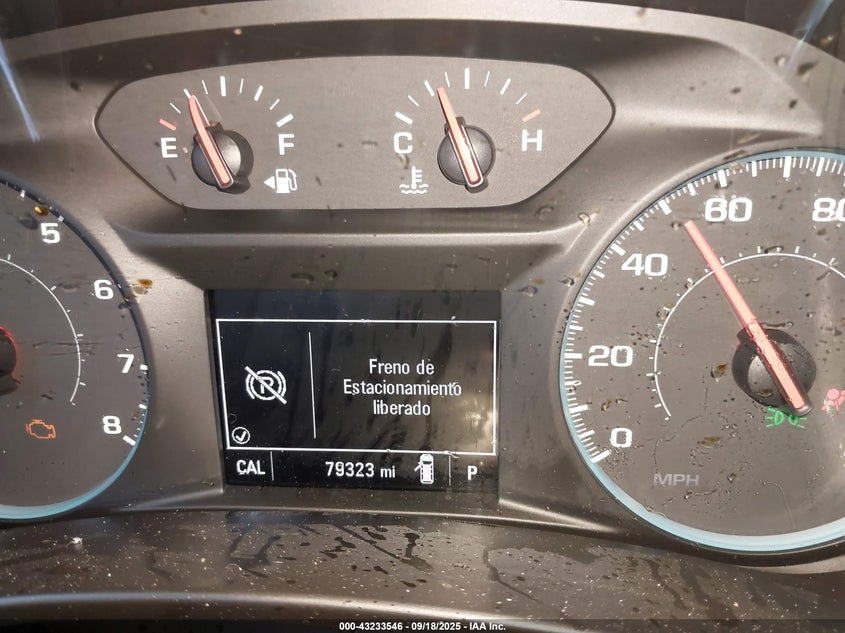 E F
C H
5
6
7
8
0
20
40
60
80
MPH
Freno de
Estacionamiento
liberado
CAL 79323 mi P
000-43233546 - 09/18/2025 - IAA Inc.